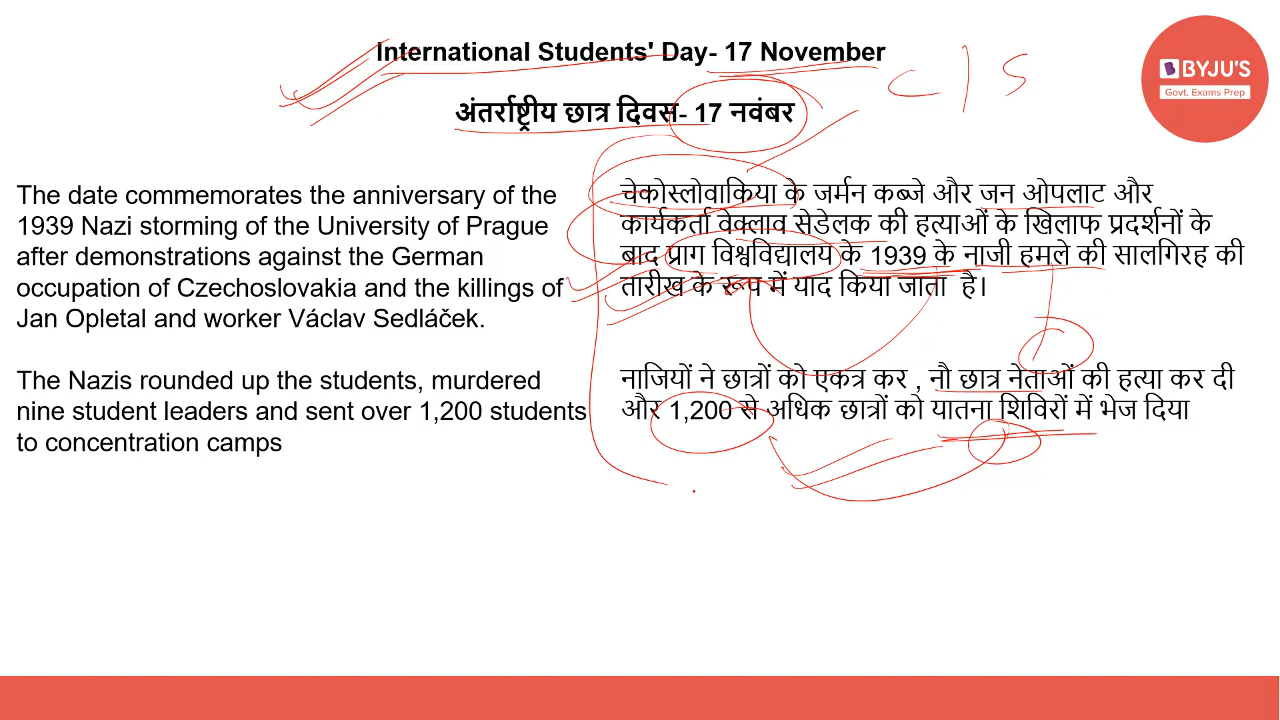 International Students' Day- 17 November
BYJU'S
Govt. Exams Prep
c | s
अंतर्राष्ट्रीय छात्र दिवस- 17 नवंबर
The date commemorates the anniversary of the
1939 Nazi storming of the University of Prague
after demonstrations against the German
occupation of Czechoslovakia and the killings of
Jan Opletal and worker Václav Sedláček.
The Nazis rounded up the students, murdered
nine student leaders and sent over 1,200 students
to concentration camps
चेकोस्लोवाकिया के जर्मन कब्जे और जन ओपलाट और
कार्यकर्ता वेक्लाव सेडेलक की हत्याओं के खिलाफ प्रदर्शनों के
बाद प्राग विश्वविद्यालय के 1939 के नाजी हमले की सालगिरह की
तारीख के रूप में याद किया जाता है।
नाजियों ने छात्रों को एकत्र कर , नौ छात्र नेताओं की हत्या कर दी
और 1,200 से अधिक छात्रों को यातना शिविरों में भेज दिया